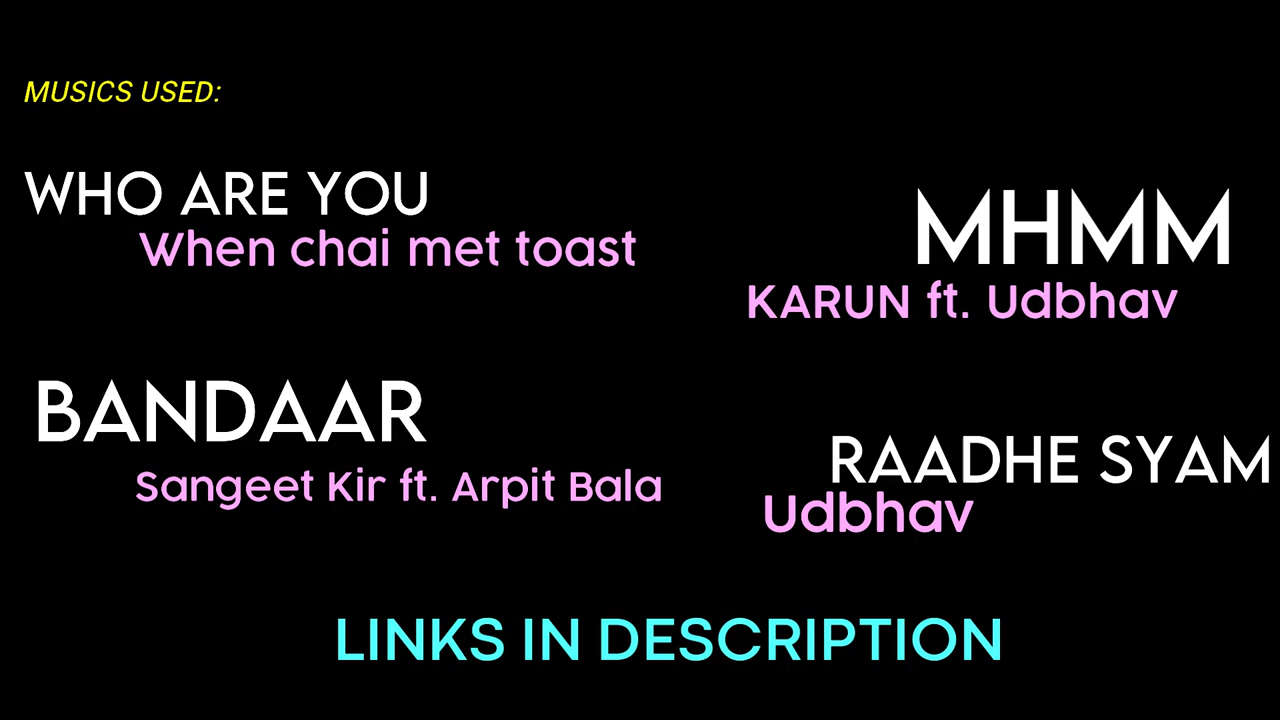 MUSICS USED:
WHO ARE YOU
When chai met toast
MHMM
KARUN ft. Udbhav
BANDAAR
Sangeet Kir ft. Arpit Bala
RAADHE SYAM
Udbhav
LINKS IN DESCRIPTION